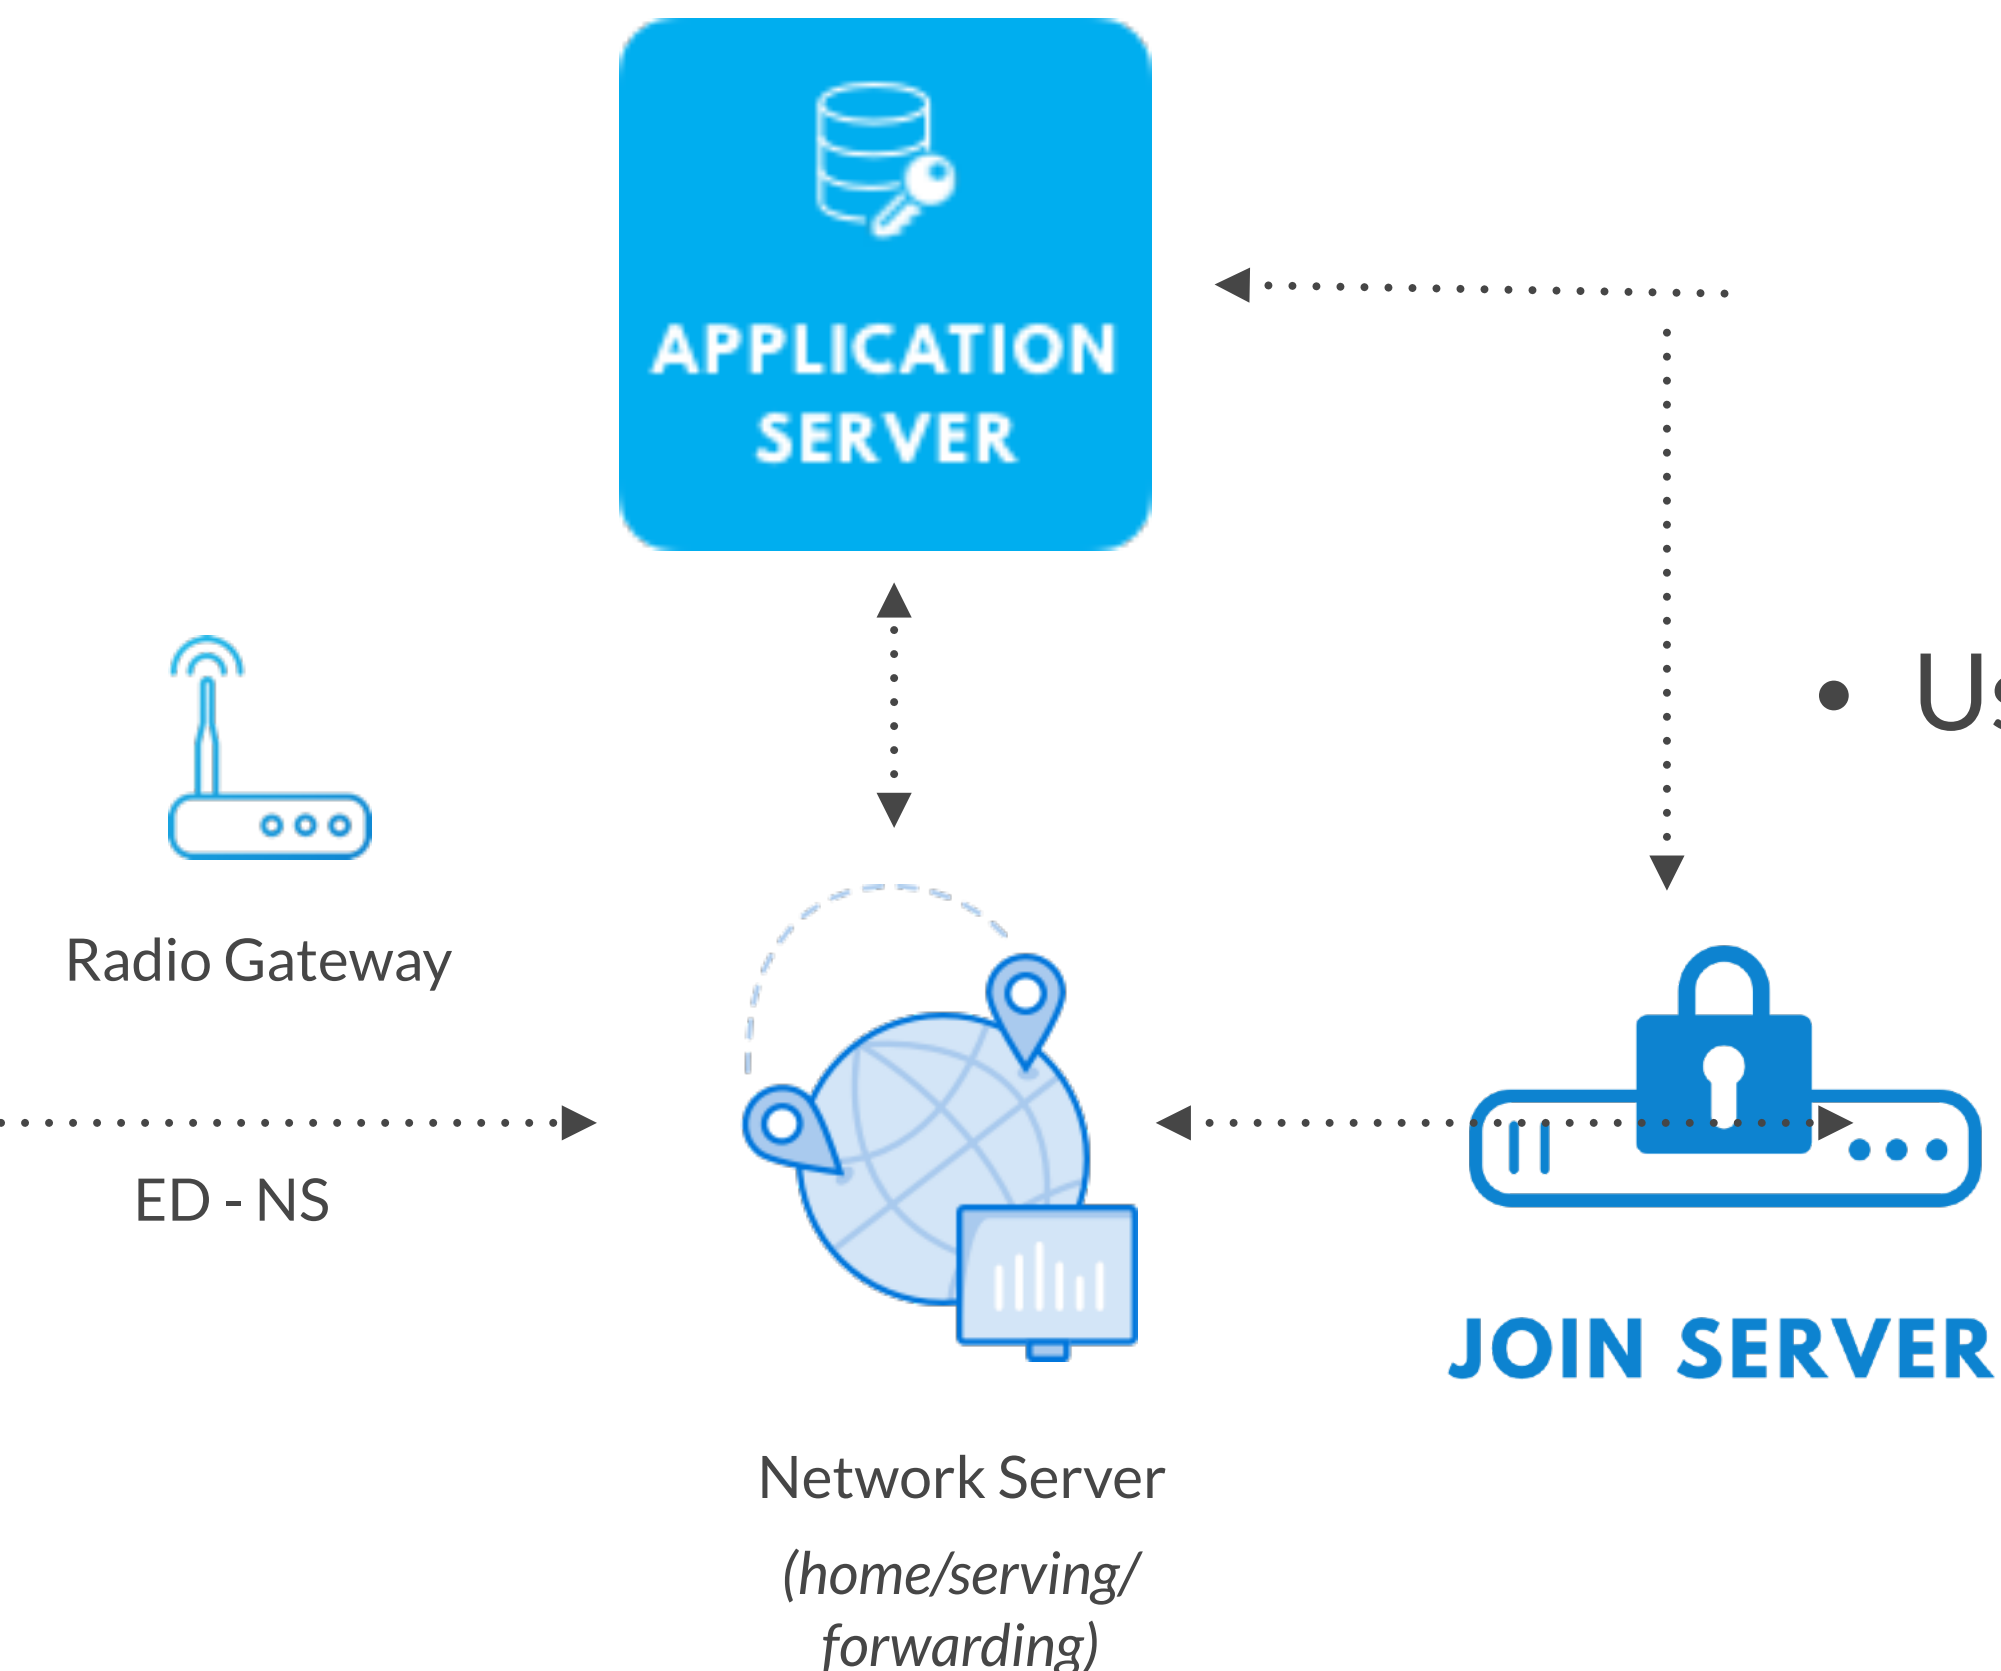 APPLICATION
SERVER
Radio Gateway
ED - NS
JOIN SERVER
Network Server
(home/serving/
forwarding)